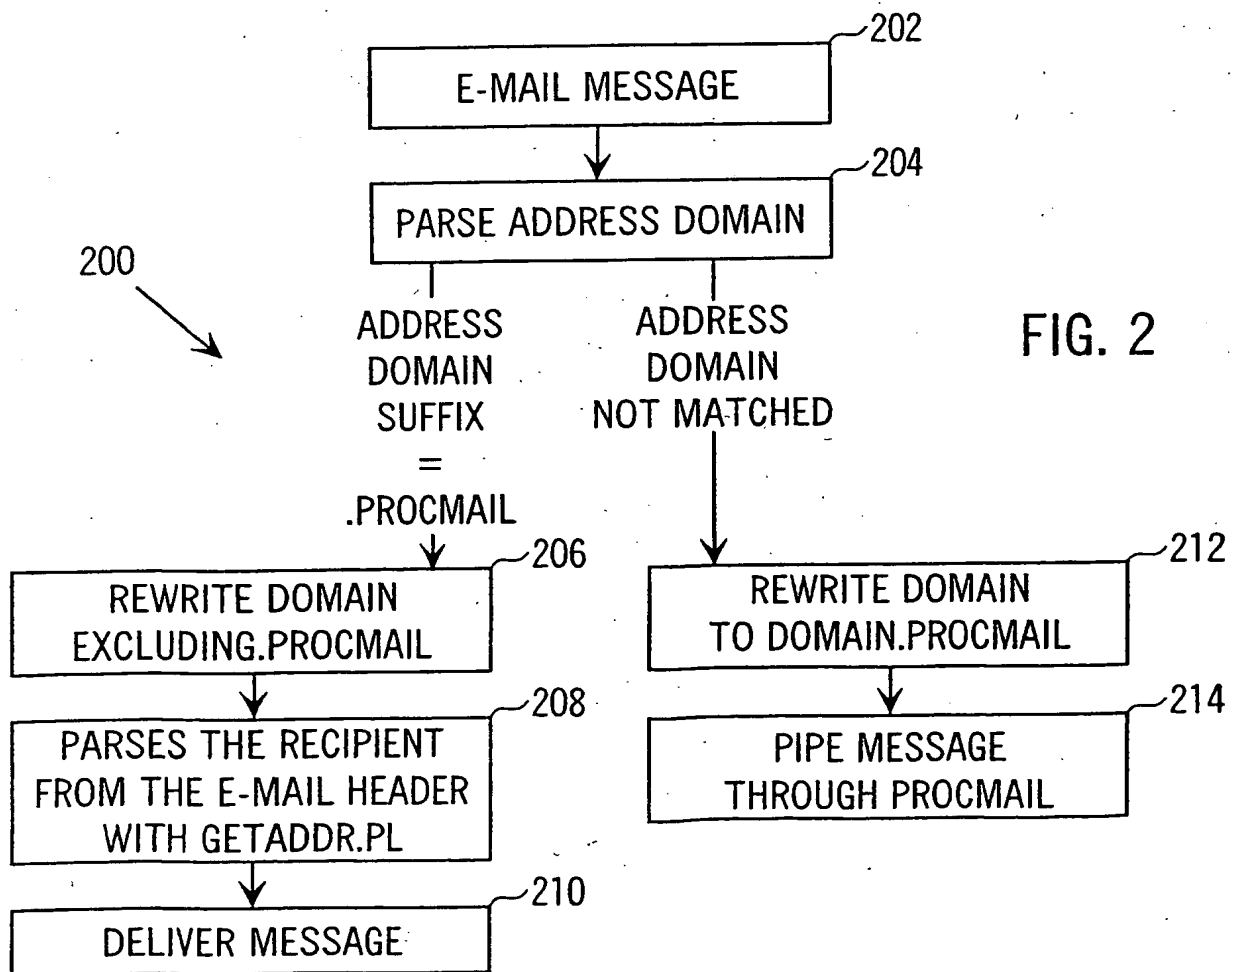 202
E-MAIL MESSAGE
204
PARSE ADDRESS DOMAIN
200
ADDRESS
DOMAIN
SUFFIX
=
.PROCMAIL
ADDRESS
DOMAIN
NOT MATCHED
FIG. 2
206
REWRITE DOMAIN
EXCLUDING.PROCMAIL
212
REWRITE DOMAIN
TO DOMAIN.PROCMAIL
208
PARSES THE RECIPIENT
FROM THE E-MAIL HEADER
WITH GETADDR.PL
214
PIPE MESSAGE
THROUGH PROCMAIL
210
DELIVER MESSAGE